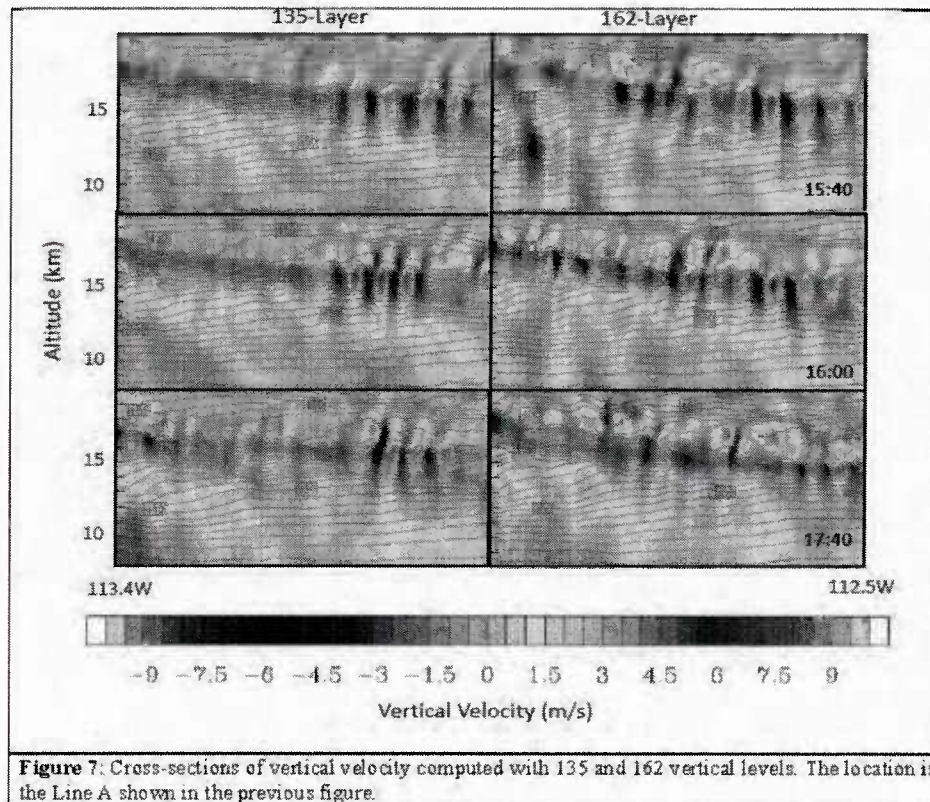 135-Layer 162-Layer
15
10
15:40
Altitude (km)
15
10
16:00
15
10
17:40
113.4W 112.5W
-9 -7.5 -6 -4.5 -3 -1.5 0 1.5 3 4.5 6 7.5 9
Vertical Velocity (m/s)
Figure 7: Cross-sections of vertical velocity computed with 135 and 162 vertical levels. The location is
the Line A shown in the previous figure.